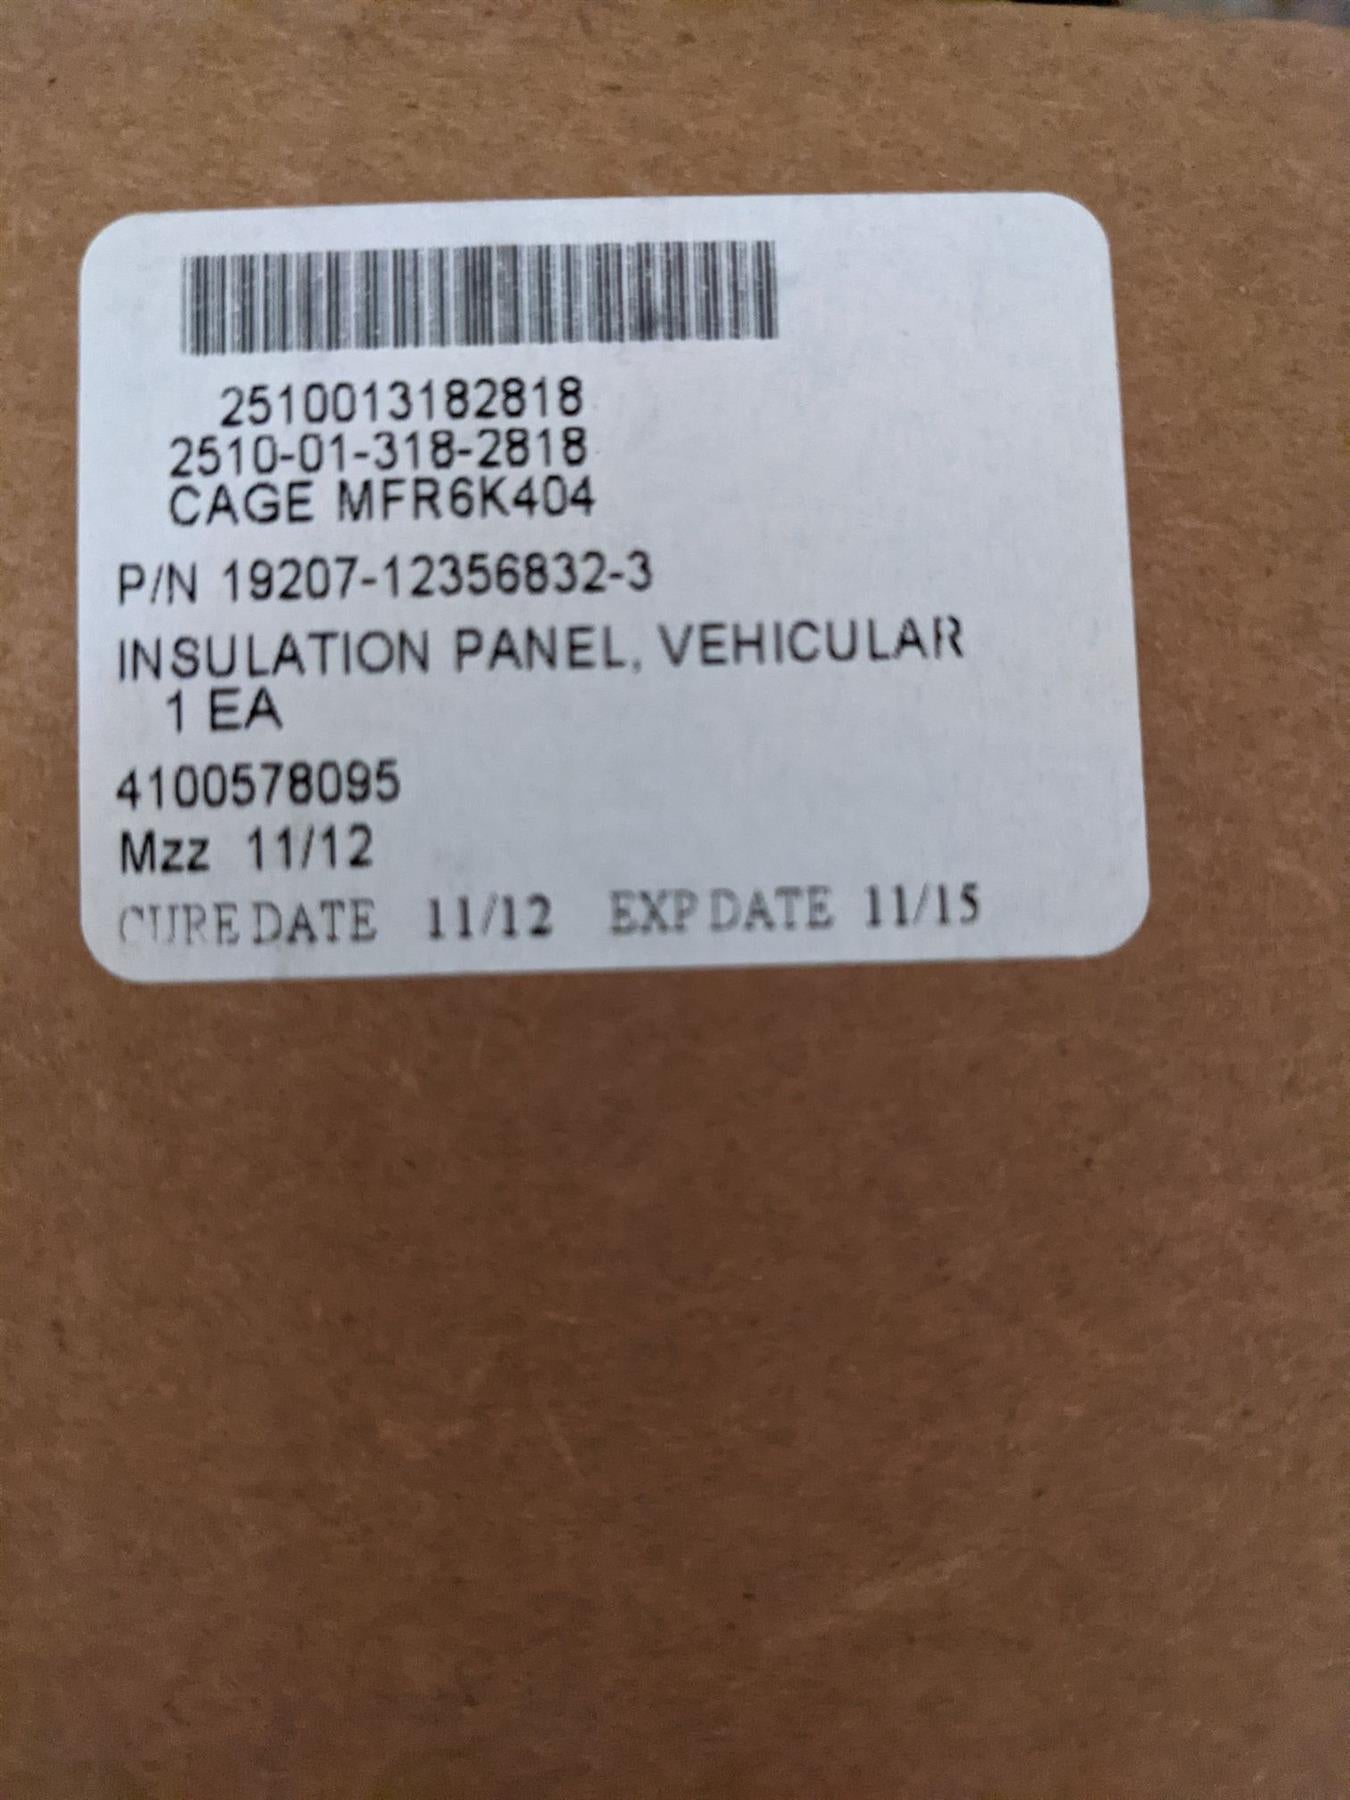 2510013182818
2510-01-318-2818
CAGE MFR6K404
P/N 19207-12356832-3
INSULATION PANEL, VEHICULAR
1 EA
4100578095
Mzz 11/12
CURE DATE 11/12 EXP DATE 11/15